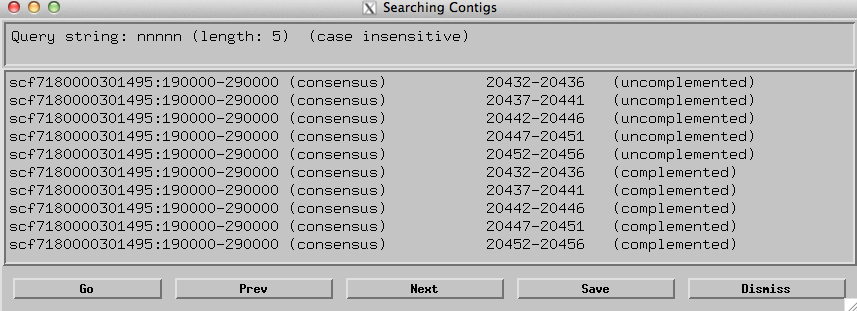 Searching Contigs
Query string: nnnnn (length: 5)  (case insensitive)
scf7180000301495:190000-290000 (consensus) 20432-20436 (uncomplemented)
scf7180000301495:190000-290000 (consensus) 20437-20441 (uncomplemented)
scf7180000301495:190000-290000 (consensus) 20442-20446 (uncomplemented)
scf7180000301495:190000-290000 (consensus) 20447-20451 (uncomplemented)
scf7180000301495:190000-290000 (consensus) 20452-20456 (uncomplemented)
scf7180000301495:190000-290000 (consensus) 20432-20436 (complemented)
scf7180000301495:190000-290000 (consensus) 20437-20441 (complemented)
scf7180000301495:190000-290000 (consensus) 20442-20446 (complemented)
scf7180000301495:190000-290000 (consensus) 20447-20451 (complemented)
scf7180000301495:190000-290000 (consensus) 20452-20456 (complemented)
Go Prev Next Save Dismiss